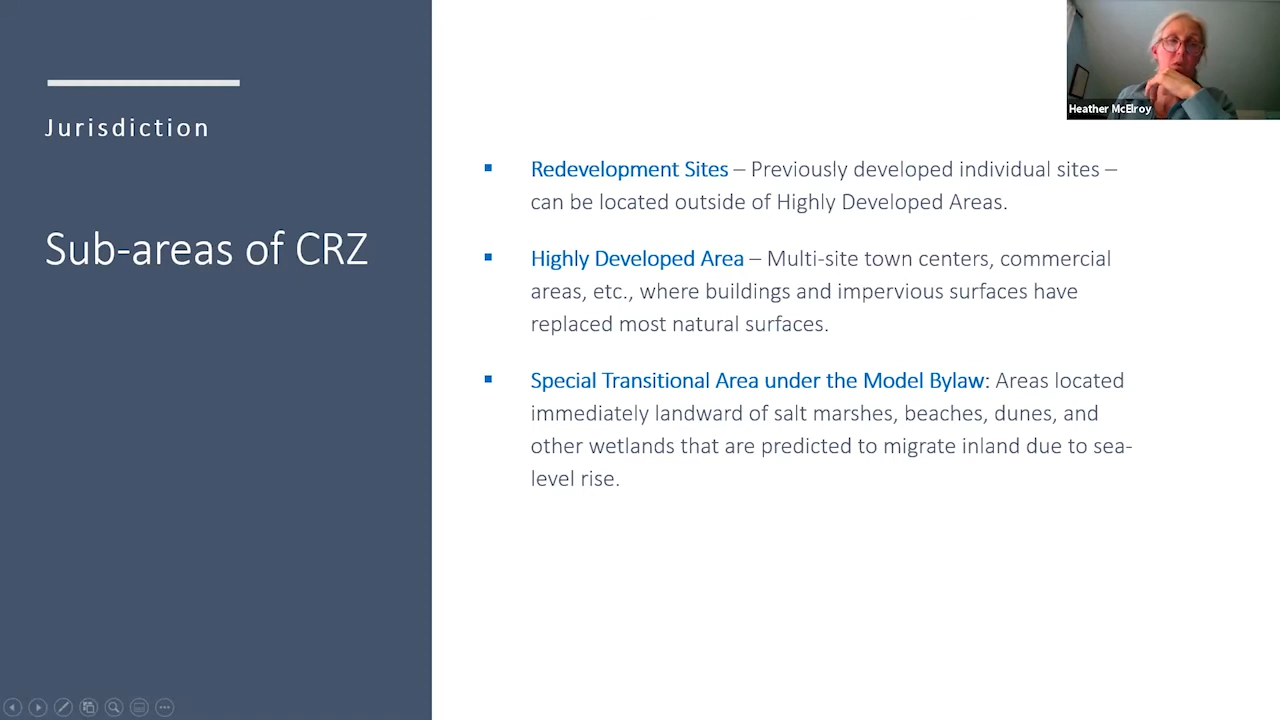 Jurisdiction
Sub-areas of CRZ
Heather McElroy
▪ Redevelopment Sites – Previously developed individual sites –
can be located outside of Highly Developed Areas.
▪ Highly Developed Area – Multi-site town centers, commercial
areas, etc., where buildings and impervious surfaces have
replaced most natural surfaces.
▪ Special Transitional Area under the Model Bylaw: Areas located
immediately landward of salt marshes, beaches, dunes, and
other wetlands that are predicted to migrate inland due to sea-
level rise.